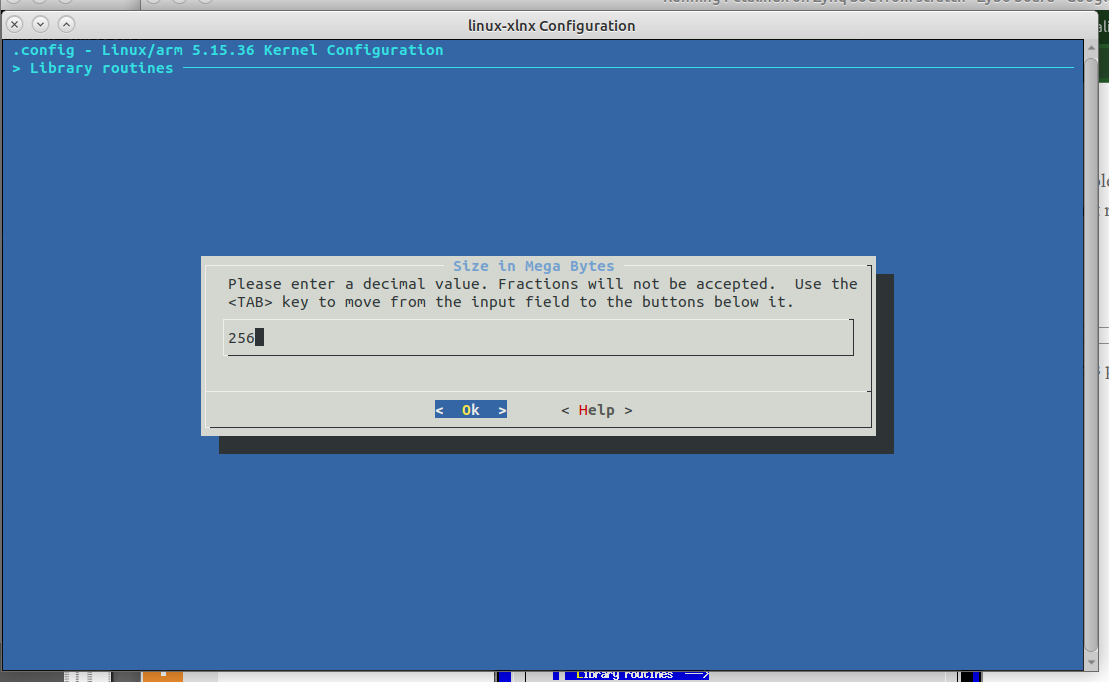 linux-xlnx Configuration
.config - Linux/arm 5.15.36 Kernel Configuration
> Library routines
Size in Mega Bytes
Please enter a decimal value. Fractions will not be accepted.  Use the
<TAB> key to move from the input field to the buttons below it.
256
<  Ok  >
< Help >
Library routines --->